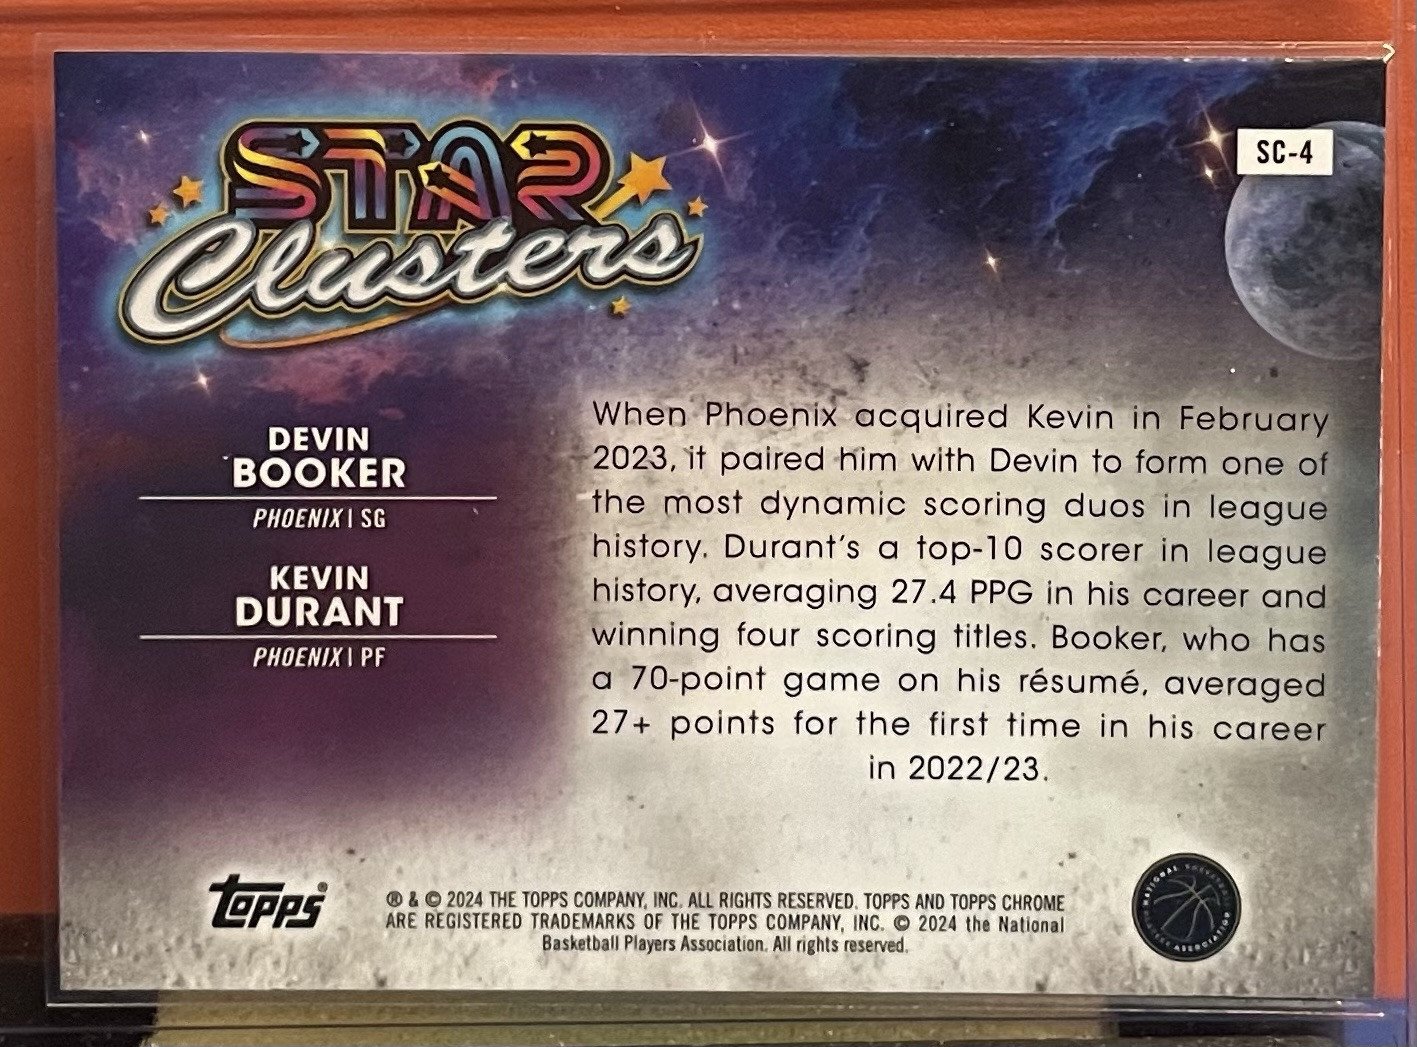 STAR
Clusters
SC-4
DEVIN
BOOKER
PHOENIX | SG
KEVIN
DURANT
PHOENIX | PF
When Phoenix acquired Kevin in February
2023, it paired him with Devin to form one of
the most dynamic scoring duos in league
history. Durant's a top-10 scorer in league
history, averaging 27.4 PPG in his career and
winning four scoring titles. Booker, who has
a 70-point game on his résumé, averaged
27+ points for the first time in his career
in 2022/23.
topps®
® & © 2024 THE TOPPS COMPANY, INC. ALL RIGHTS RESERVED. TOPPS AND TOPPS CHROME
ARE REGISTERED TRADEMARKS OF THE TOPPS COMPANY, INC. © 2024 the National
Basketball Players Association. All rights reserved.
NATIONAL BASKETBALL
PLAYERS ASSOCIATION